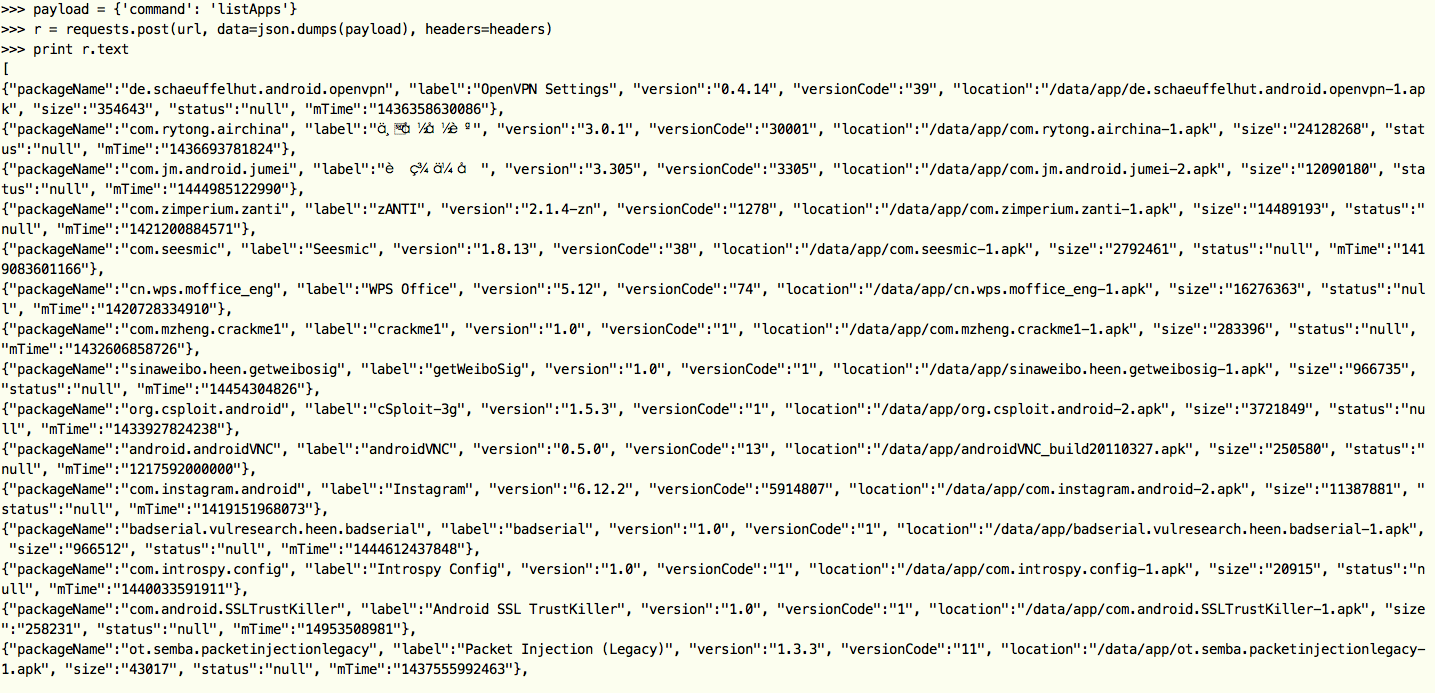 >>> payload = {'command': 'listApps'}
>>> r = requests.post(url, data=json.dumps(payload), headers=headers)
>>> print r.text
[
{"packageName":"de.schaeuffelhut.android.openvpn", "label":"OpenVPN Settings", "version":"0.4.14", "versionCode":"39", "location":"/data/app/de.schaeuffelhut.android.openvpn-1.ap
k", "size":"354643", "status":"null", "mTime":"1436358630086"},
{"packageName":"com.rytong.airchina", "label":"", "version":"3.0.1", "versionCode":"30001", "location":"/data/app/com.rytong.airchina-1.apk", "size":"24128268", "stat
us":"null", "mTime":"1436693781824"},
{"packageName":"com.jm.android.jumei", "label":"", "version":"3.305", "versionCode":"3305", "location":"/data/app/com.jm.android.jumei-2.apk", "size":"12090180", "sta
tus":"null", "mTime":"1444985122990"},
{"packageName":"com.zimperium.zanti", "label":"zANTI", "version":"2.1.4-zn", "versionCode":"1278", "location":"/data/app/com.zimperium.zanti-1.apk", "size":"14489193", "status":"
null", "mTime":"1421200884571"},
{"packageName":"com.seesmic", "label":"Seesmic", "version":"1.8.13", "versionCode":"38", "location":"/data/app/com.seesmic-1.apk", "size":"2792461", "status":"null", "mTime":"141
9083601166"},
{"packageName":"cn.wps.moffice_eng", "label":"WPS Office", "version":"5.12", "versionCode":"74", "location":"/data/app/cn.wps.moffice_eng-1.apk", "size":"16276363", "status":"nul
l", "mTime":"1420728334910"},
{"packageName":"com.mzheng.crackme1", "label":"crackme1", "version":"1.0", "versionCode":"1", "location":"/data/app/com.mzheng.crackme1-1.apk", "size":"283396", "status":"null",
"mTime":"1432606858726"},
{"packageName":"sinaweibo.heen.getweibosig", "label":"getWeiboSig", "version":"1.0", "versionCode":"1", "location":"/data/app/sinaweibo.heen.getweibosig-1.apk", "size":"966735",
"status":"null", "mTime":"14454304826"},
{"packageName":"org.csploit.android", "label":"cSploit-3g", "version":"1.5.3", "versionCode":"1", "location":"/data/app/org.csploit.android-2.apk", "size":"3721849", "status":"nu
ll", "mTime":"1433927824238"},
{"packageName":"android.androidVNC", "label":"androidVNC", "version":"0.5.0", "versionCode":"13", "location":"/data/app/androidVNC_build20110327.apk", "size":"250580", "status":"
null", "mTime":"1217592000000"},
{"packageName":"com.instagram.android", "label":"Instagram", "version":"6.12.2", "versionCode":"5914807", "location":"/data/app/com.instagram.android-2.apk", "size":"11387881", "
status":"null", "mTime":"1419151968073"},
{"packageName":"badserial.vulresearch.heen.badserial", "label":"badserial", "version":"1.0", "versionCode":"1", "location":"/data/app/badserial.vulresearch.heen.badserial-1.apk",
"size":"966512", "status":"null", "mTime":"1444612437848"},
{"packageName":"com.introspy.config", "label":"Introspy Config", "version":"1.0", "versionCode":"1", "location":"/data/app/com.introspy.config-1.apk", "size":"20915", "status":"n
ull", "mTime":"1440033591911"},
{"packageName":"com.android.SSLTrustKiller", "label":"Android SSL TrustKiller", "version":"1.0", "versionCode":"1", "location":"/data/app/com.android.SSLTrustKiller-1.apk", "size
":"258231", "status":"null", "mTime":"14953508981"},
{"packageName":"ot.semba.packetinjectionlegacy", "label":"Packet Injection (Legacy)", "version":"1.3.3", "versionCode":"11", "location":"/data/app/ot.semba.packetinjectionlegacy-
1.apk", "size":"43017", "status":"null", "mTime":"1437555992463"},